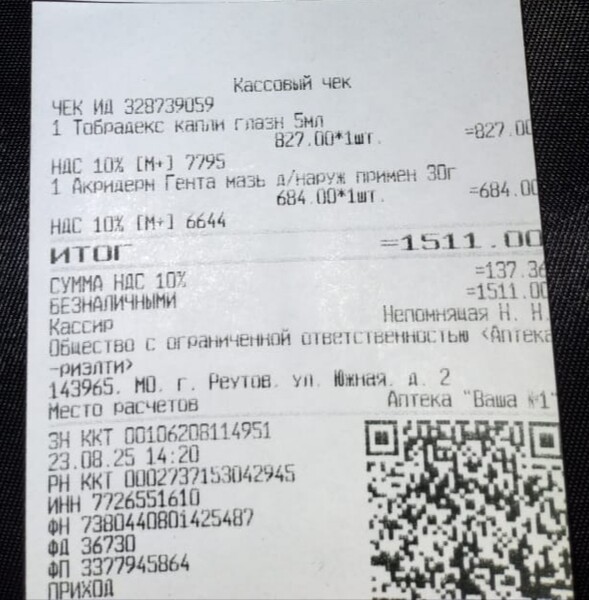 Кассовый чек
ЧЕК ИД 328739059
1 Тобрадекс капли глазн 5мл
827.00*1шт. =827.00
НДС 10% [М+] 7795
1 Акридерм Гента мазь д/наруж примен 30г
684.00*1шт. =684.00
НДС 10% [М+] 6644
ИТОГ =1511.00
СУММА НДС 10% =137.36
БЕЗНАЛИЧНЫМИ =1511.00
Кассир Непомнящая Н. Н.
Общество с ограниченной ответственностью <Аптека
-риэлти>
143965. МО. г. Реутов. ул. Южная. д. 2
Место расчетов Аптека "Ваша №1"
ЗН ККТ 00106208114951
23.08.25 14:20
РН ККТ 0002737153042945
ИНН 7726551610
ФН 7380440801425487
ФД 36730
ФП 3377945864
ПРИХОД